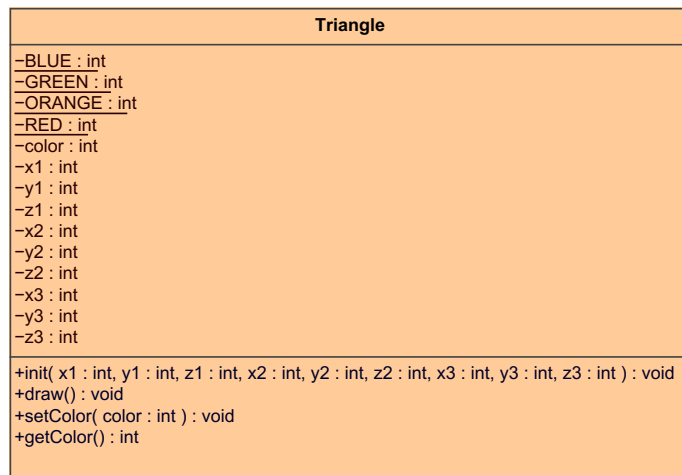 Triangle
−BLUE : int
−GREEN : int
−ORANGE : int
−RED : int
−color : int
−x1 : int
−y1 : int
−z1 : int
−x2 : int
−y2 : int
−z2 : int
−x3 : int
−y3 : int
−z3 : int
+init( x1 : int, y1 : int, z1 : int, x2 : int, y2 : int, z2 : int, x3 : int, y3 : int, z3 : int ) : void
+draw() : void
+setColor( color : int ) : void
+getColor() : int